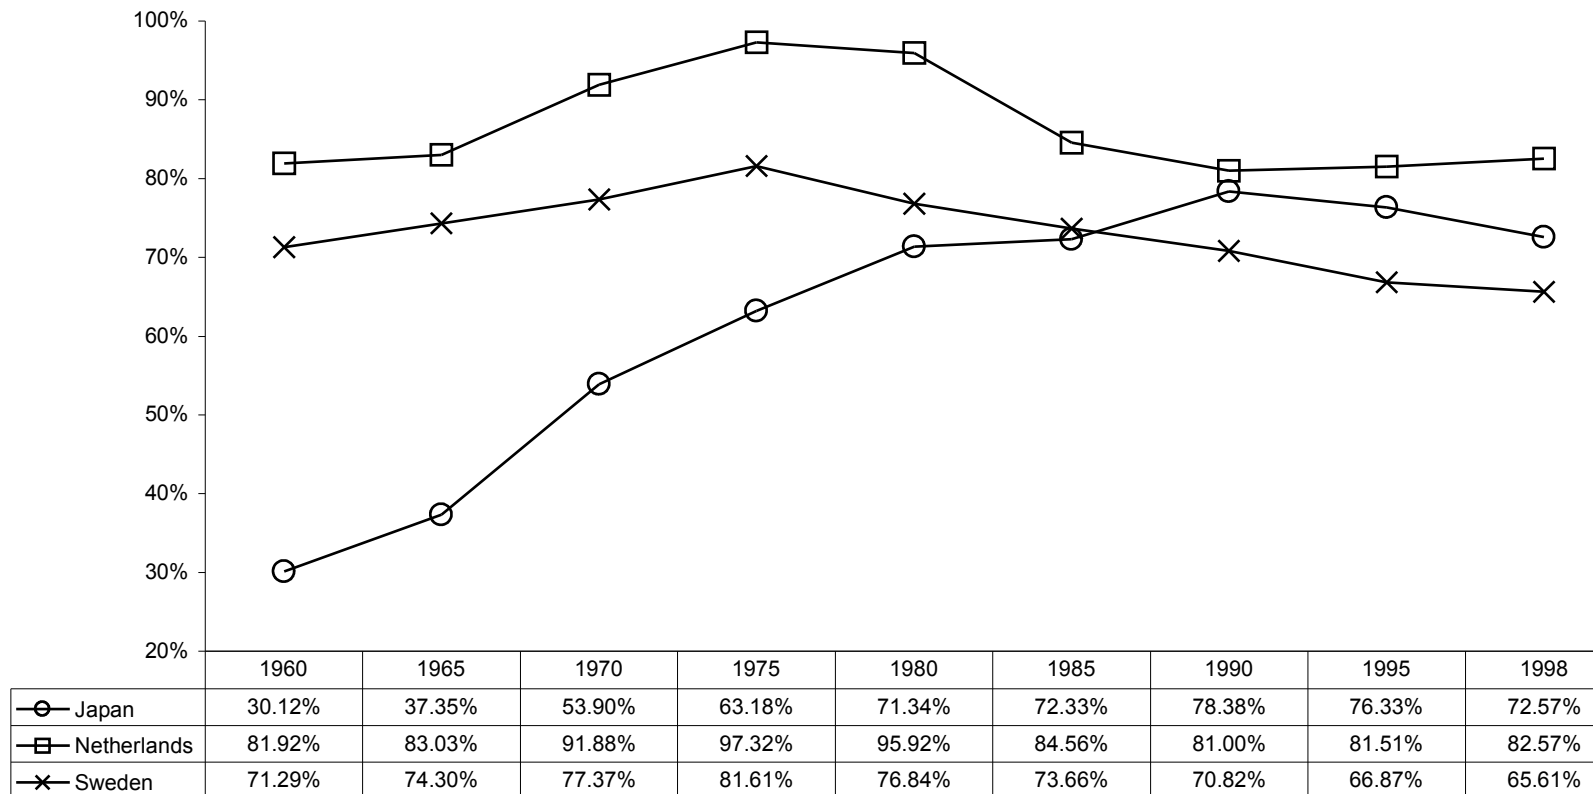 100%
90%
80%
70%
60%
50%
40%
30%
20%
1960 1965 1970 1975 1980 1985 1990 1995 1998
Japan 30.12% 37.35% 53.90% 63.18% 71.34% 72.33% 78.38% 76.33% 72.57%
Netherlands 81.92% 83.03% 91.88% 97.32% 95.92% 84.56% 81.00% 81.51% 82.57%
Sweden 71.29% 74.30% 77.37% 81.61% 76.84% 73.66% 70.82% 66.87% 65.61%